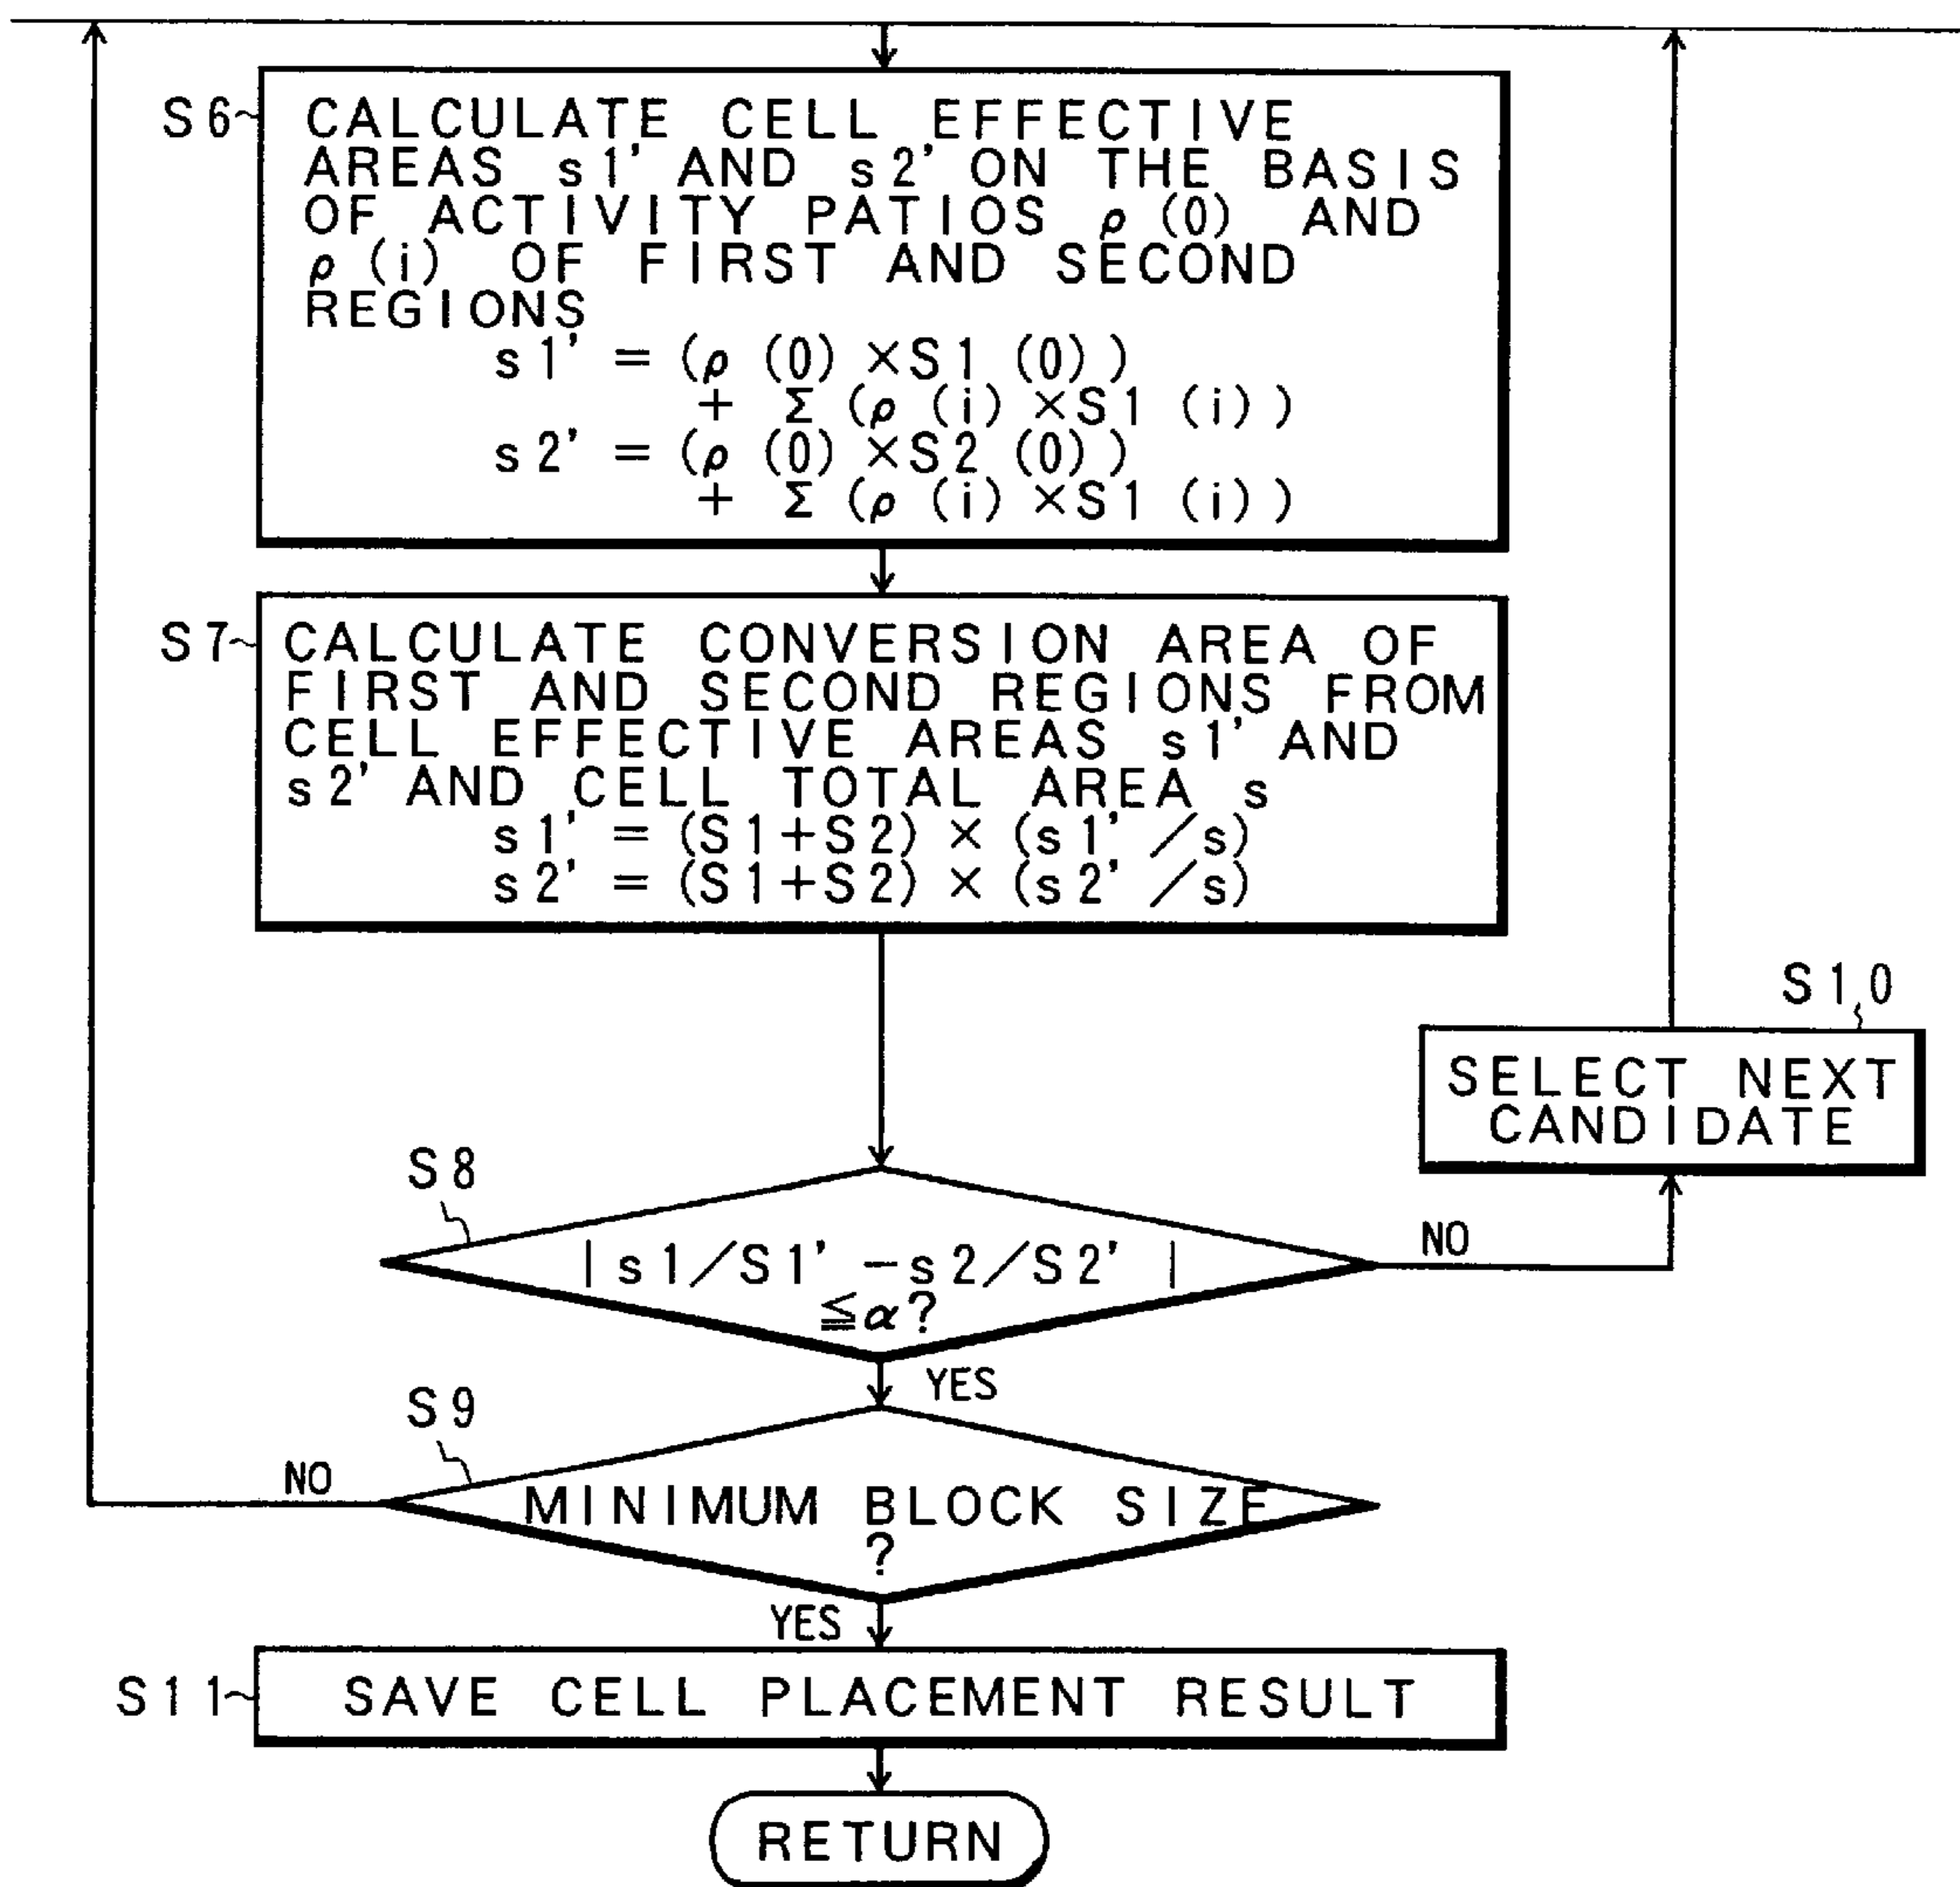 S6
CALCULATE CELL EFFECTIVE
AREAS s1' AND s2' ON THE BASIS
OF ACTIVITY PATIOS ρ(0) AND
ρ(i) OF FIRST AND SECOND
REGIONS
s1' = (ρ(0)×S1(0))
+ Σ(ρ(i)×S1(i))
s2' = (ρ(0)×S2(0))
+ Σ(ρ(i)×S1(i))
S7
CALCULATE CONVERSION AREA OF
FIRST AND SECOND REGIONS FROM
CELL EFFECTIVE AREAS s1' AND
s2' AND CELL TOTAL AREA s
s1' = (S1+S2)×(s1'/s)
s2' = (S1+S2)×(s2'/s)
S10
SELECT NEXT
CANDIDATE
S8
|s1/S1'-s2/S2'|
≦α?
NO
YES
S9
MINIMUM BLOCK SIZE
?
NO
YES
S11
SAVE CELL PLACEMENT RESULT
RETURN